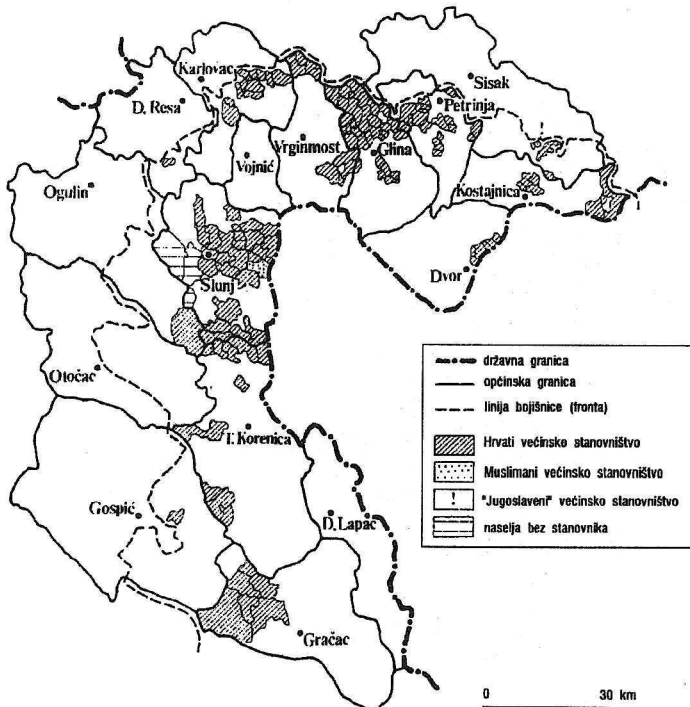 Karlovac
Sisak
D. Resa
Petrinja
Vrginmost
Vojnić
Glina
Ogulin
Kostajnica
Dvor
Slunj
Otočac
T. Korenica
Gospić
D. Lapac
Gračac
državna granica
općinska granica
linija bojišnice (fronta)
Hrvati većinsko stanovništvo
Muslimani većinsko stanovništvo
! "Jugoslaveni" većinsko stanovništvo
naselja bez stanovnika
0 30 km